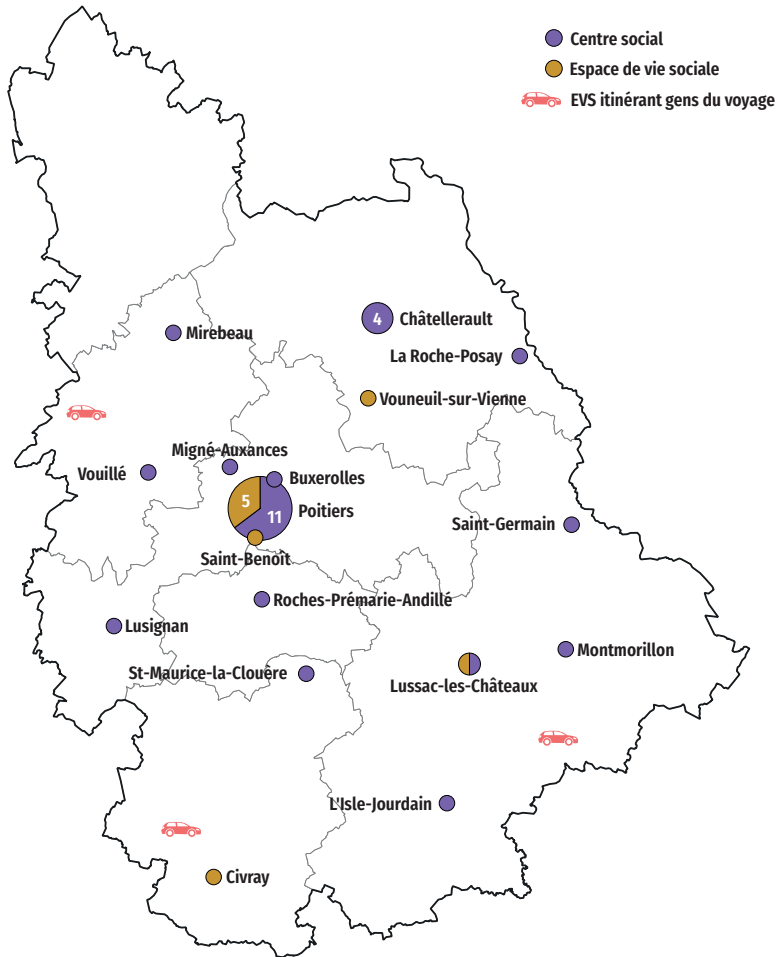 Centre social
Espace de vie sociale
EVS itinérant gens du voyage
4
Châtellerault
Mirebeau
La Roche-Posay
Vouneuil-sur-Vienne
Migné-Auxances
Vouillé
Buxerolles
5
11
Poitiers
Saint-Germain
Saint-Benoît
Roches-Prémarie-Andillé
Lusignan
Montmorillon
St-Maurice-la-Clouère
Lussac-les-Châteaux
L'Isle-Jourdain
Civray